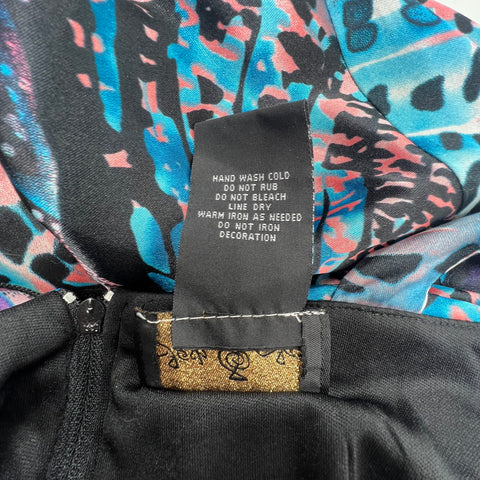 HAND WASH COLD
DO NOT RUB
DO NOT BLEACH
LINE DRY
WARM IRON AS NEEDED
DO NOT IRON
DECORATION